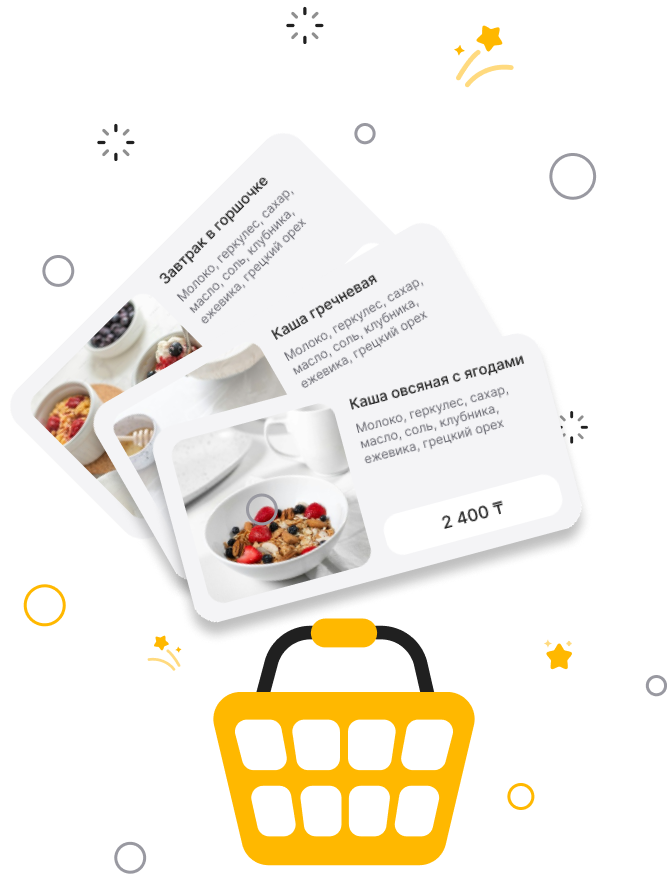 Завтрак в горшочке
Молоко, геркулес, сахар,
масло, соль, клубника,
ежевика, грецкий орех
Каша гречневая
Молоко, геркулес, сахар,
масло, соль, клубника,
ежевика, грецкий орех
Каша овсяная с ягодами
Молоко, геркулес, сахар,
масло, соль, клубника,
ежевика, грецкий орех
2 400 ₸